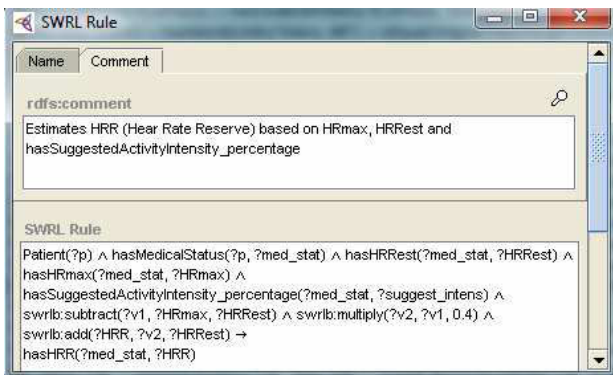 SWRL Rule
Name Comment
rdfs:comment
Estimates HRR (Hear Rate Reserve) based on HRmax, HRRest and
hasSuggestedActivityIntensity_percentage
SWRL Rule
Patient(?p) ∧ hasMedicalStatus(?p, ?med_stat) ∧ hasHRRest(?med_stat, ?HRRest) ∧
hasHRmax(?med_stat, ?HRmax) ∧
hasSuggestedActivityIntensity_percentage(?med_stat, ?suggest_intens) ∧
swrlb:subtract(?v1, ?HRmax, ?HRRest) ∧ swrlb:multiply(?v2, ?v1, 0.4) ∧
swrlb:add(?HRR, ?v2, ?HRRest) →
hasHRR(?med_stat, ?HRR)